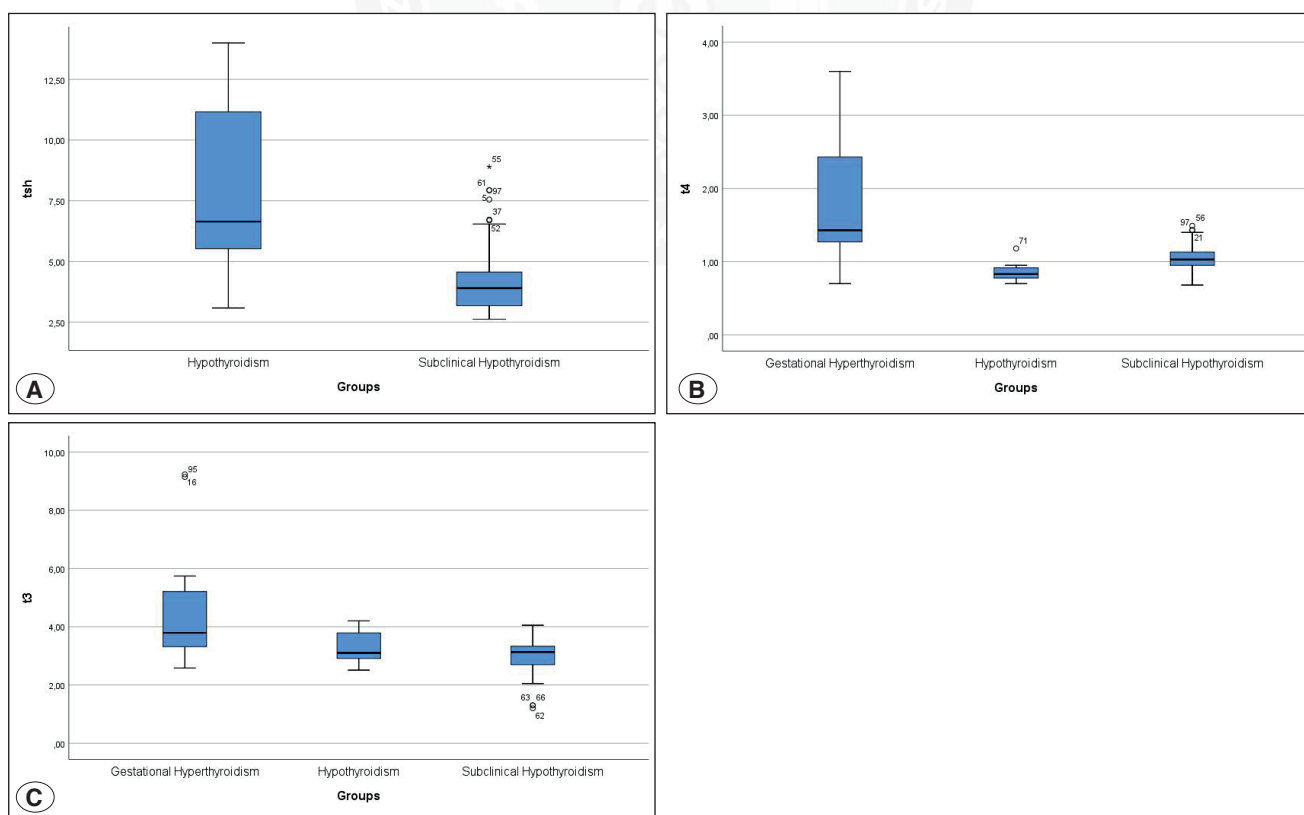 12,50
10,00
7,50
5,00
2,50
tsh
55
61
97
5
37
52
Hypothyroidism Subclinical Hypothyroidism
Groups
A
4,00
3,00
2,00
1,00
,00
t4
71
97 56
21
Gestational Hyperthyroidism Hypothyroidism Subclinical Hypothyroidism
Groups
B
10,00
8,00
6,00
4,00
2,00
,00
t3
95
16
63 66
62
Gestational Hyperthyroidism Hypothyroidism Subclinical Hypothyroidism
Groups
C